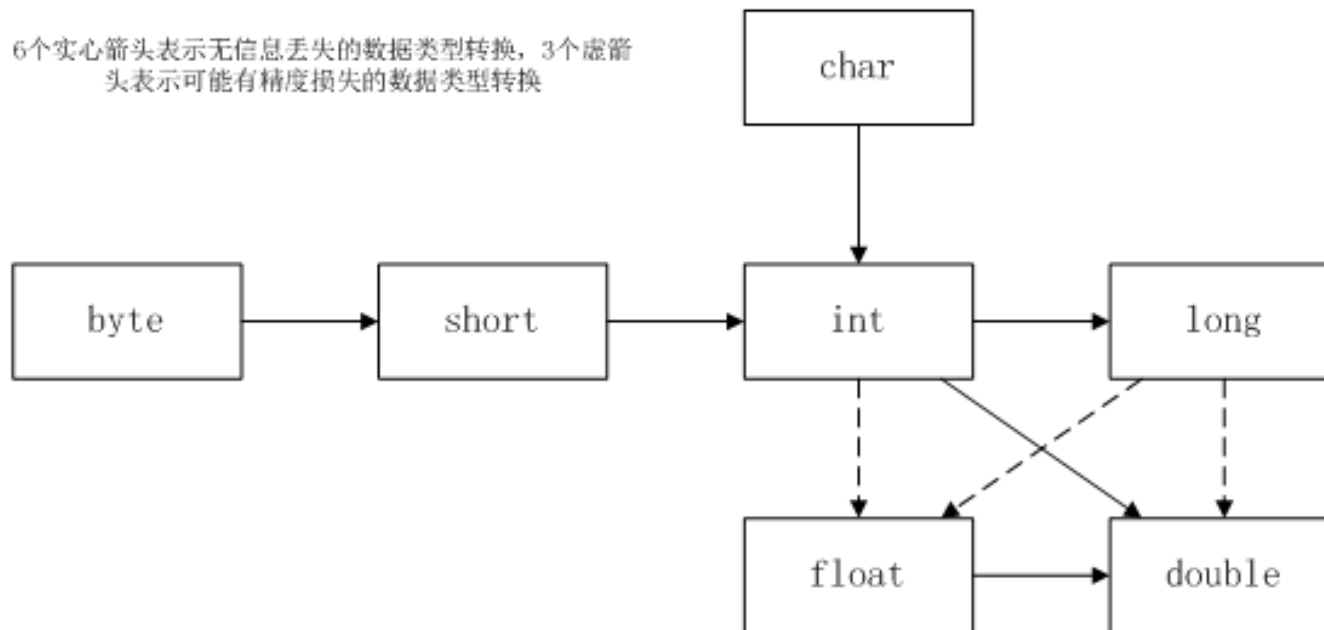 6个实心箭头表示无信息丢失的数据类型转换，3个虚箭
头表示可能有精度损失的数据类型转换
char
byte
short
int
long
float
double